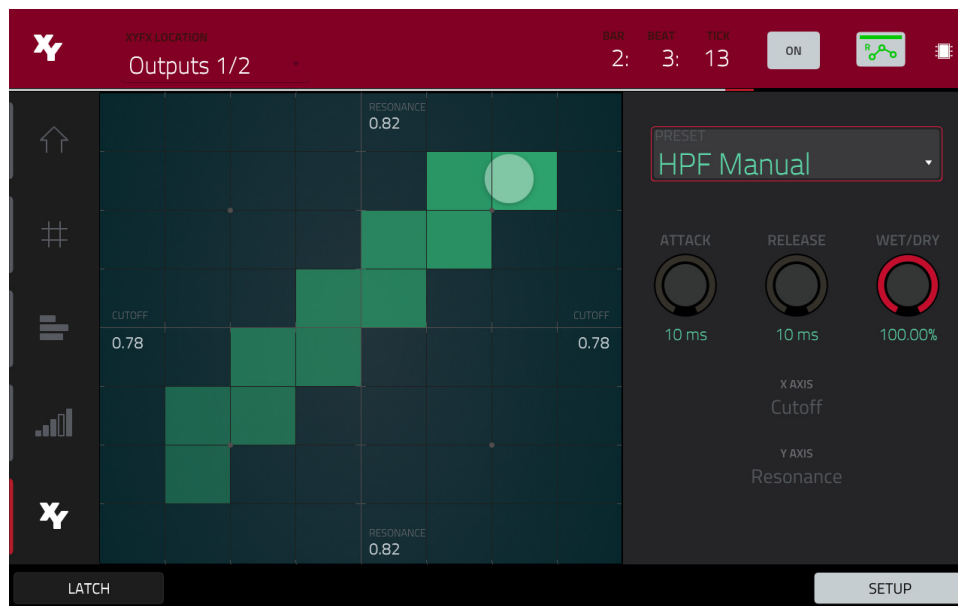 XY
XYFX LOCATION
Outputs 1/2
BAR BEAT TICK
2: 3: 13
ON
R
RESONANCE
0.82
PRESET
HPF Manual
ATTACK RELEASE WET/DRY
10 ms 10 ms 100.00%
CUTOFF CUTOFF
0.78 0.78
X AXIS
Cutoff
Y AXIS
Resonance
XY
RESONANCE
0.82
LATCH SETUP